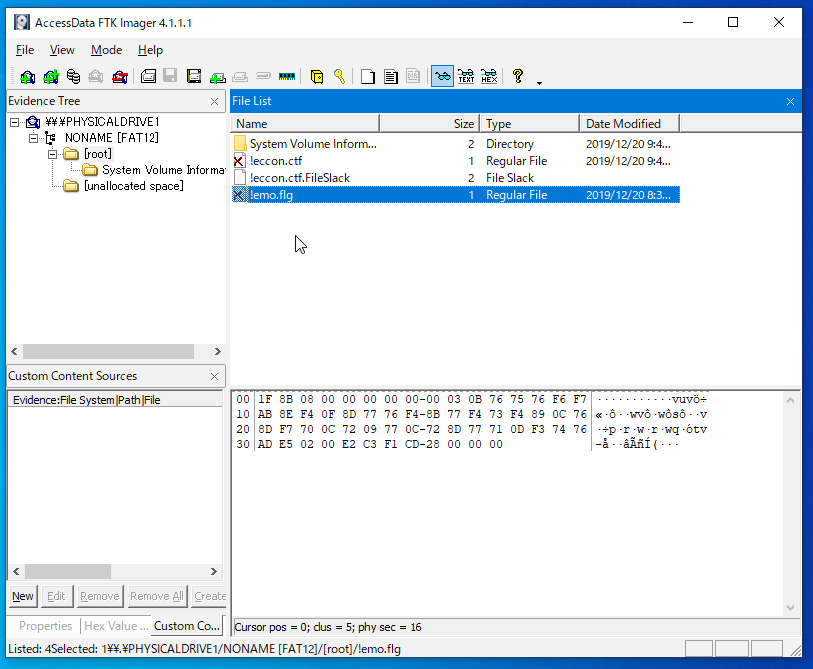 AccessData FTK Imager 4.1.1.1
File View Mode Help
Evidence Tree
¥¥.¥PHYSICALDRIVE1
NONAME [FAT12]
[root]
System Volume Informa
[unallocated space]
Custom Content Sources
Evidence:File System|Path|File
New Edit Remove Remove All Create
Properties Hex Value ... Custom Co...
File List
Name Size Type Date Modified
System Volume Inform... 2 Directory 2019/12/20 9:4...
!eccon.ctf 1 Regular File 2019/12/20 9:4...
!eccon.ctf.FileSlack 2 File Slack
!emo.flg 1 Regular File 2019/12/20 8:3...
00 1F 8B 08 00 00 00 00 00-00 03 0B 76 75 76 F6 F7 ···········vuvö÷
10 AB 8E F4 0F 8D 77 76 F4-8B 77 F4 73 F4 89 0C 76 «·ô··wvô·wôsô··v
20 8D F7 70 0C 72 09 77 0C-72 8D 77 71 0D F3 74 76 ·÷p·r·w·r·wq·ótv
30 AD E5 02 00 E2 C3 F1 CD-28 00 00 00 -å··âÃñÍ(···
Cursor pos = 0; clus = 5; phy sec = 16
Listed: 4Selected: 1¥¥.¥PHYSICALDRIVE1/NONAME [FAT12]/[root]/!emo.flg